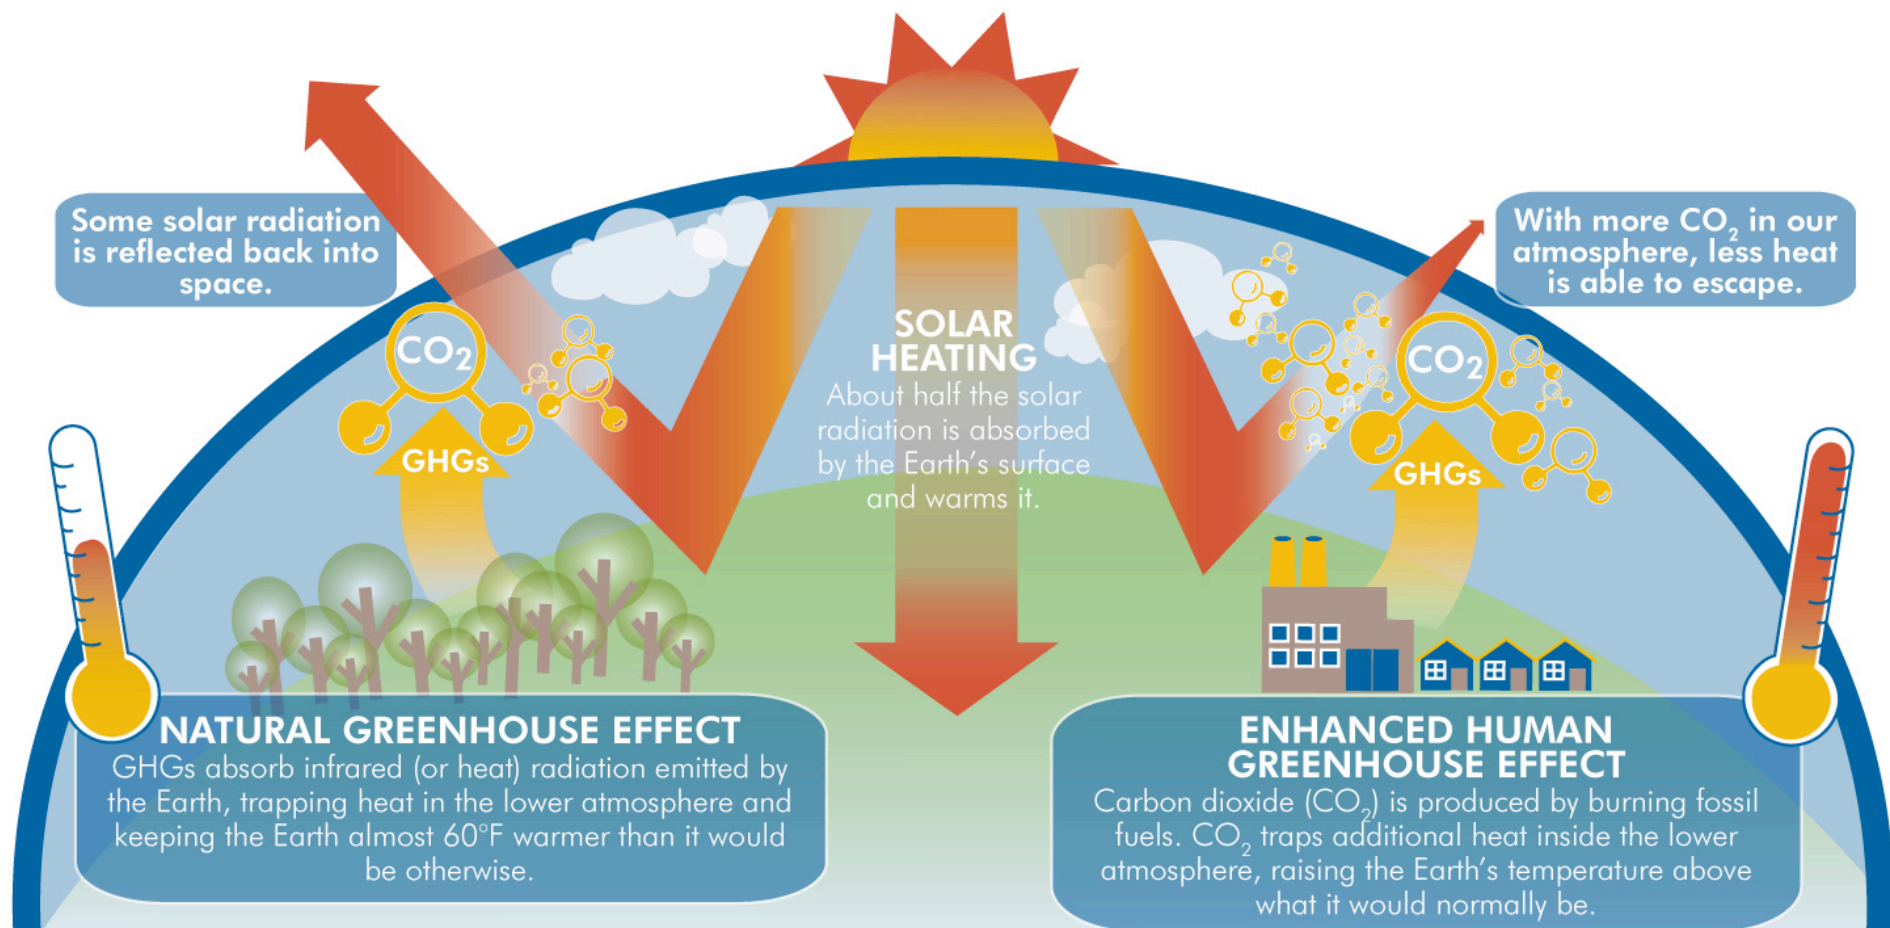 Some solar radiation
is reflected back into
space.
With more CO₂ in our
atmosphere, less heat
is able to escape.
CO₂
GHGs
SOLAR
HEATING
About half the solar
radiation is absorbed
by the Earth's surface
and warms it.
CO₂
GHGs
NATURAL GREENHOUSE EFFECT
GHGs absorb infrared (or heat) radiation emitted by
the Earth, trapping heat in the lower atmosphere and
keeping the Earth almost 60°F warmer than it would
be otherwise.
ENHANCED HUMAN
GREENHOUSE EFFECT
Carbon dioxide (CO₂) is produced by burning fossil
fuels. CO₂ traps additional heat inside the lower
atmosphere, raising the Earth's temperature above
what it would normally be.